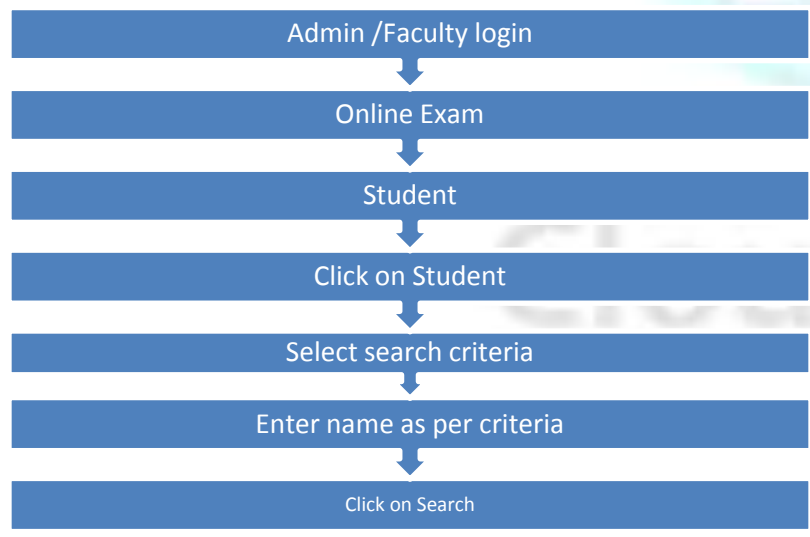 Admin /Faculty login
Online Exam
Student
Click on Student
Select search criteria
Enter name as per criteria
Click on Search